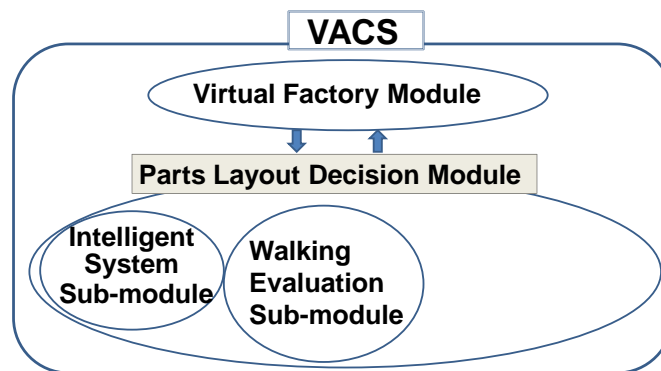 VACS
Virtual Factory Module
Parts Layout Decision Module
Intelligent
System
Sub-module
Walking
Evaluation
Sub-module